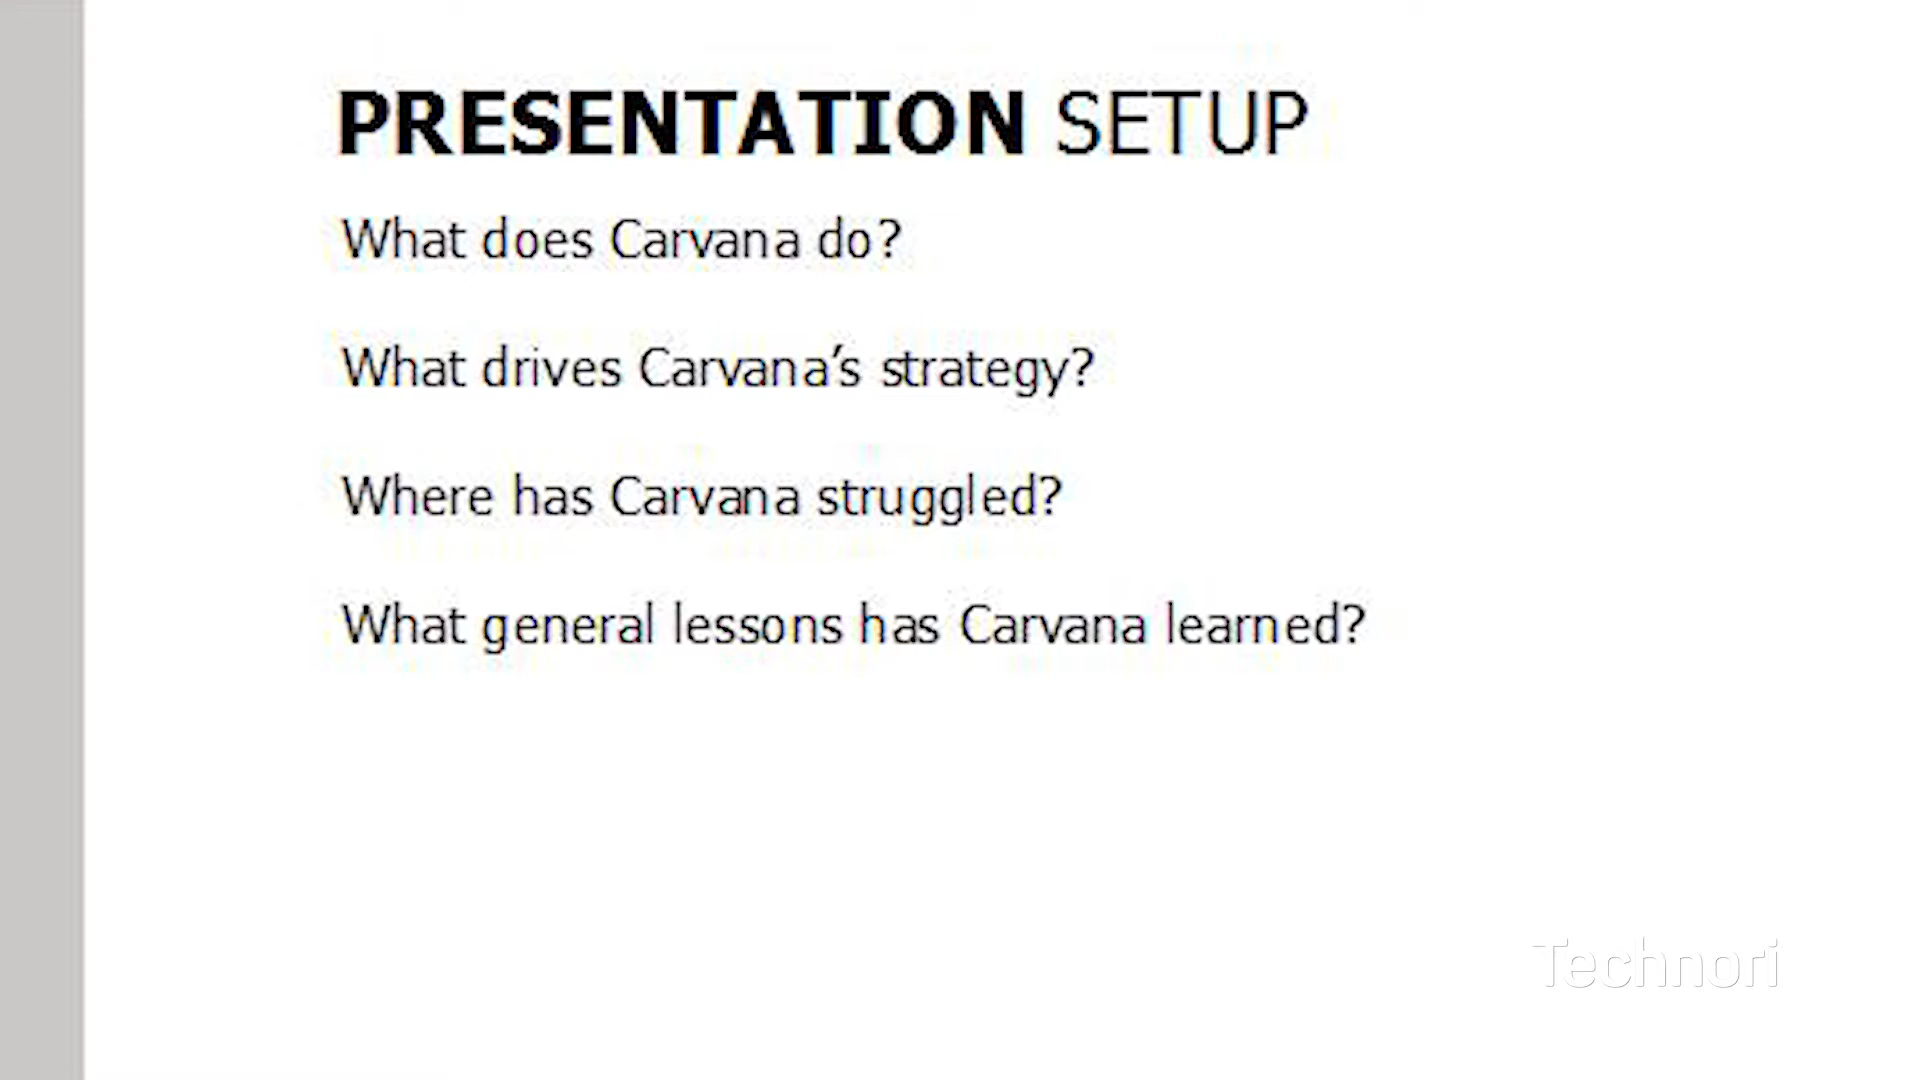 PRESENTATION SETUP
What does Carvana do?
What drives Carvana’s strategy?
Where has Carvana struggled?
What general lessons has Carvana learned?
Technori